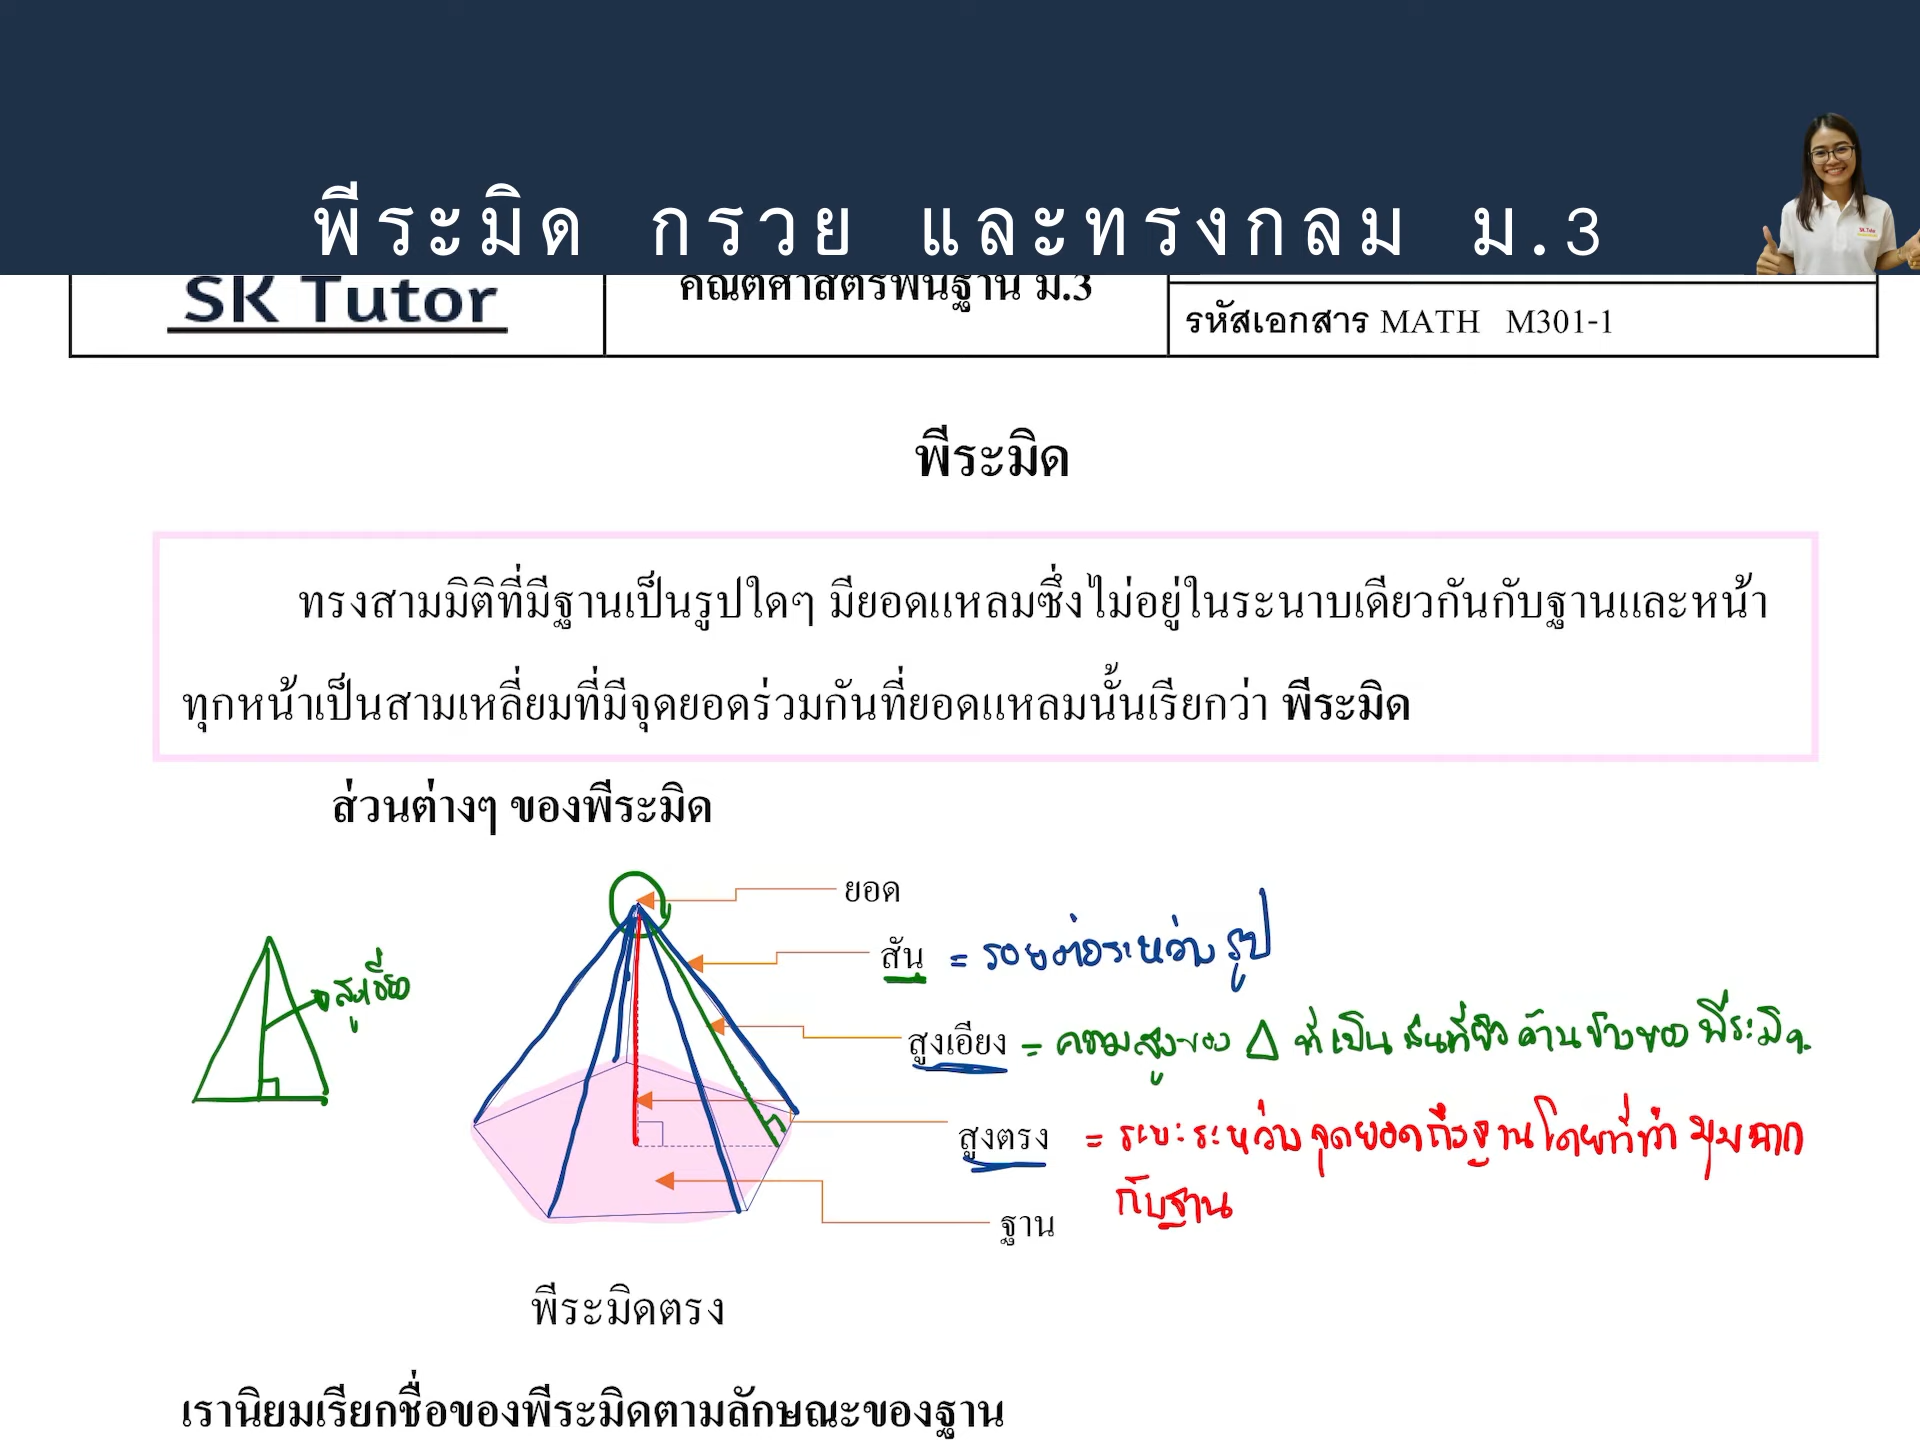 พีระมิด กรวย และทรงกลม ม.3
SK Tutor
คณิตศาสตร์พื้นฐาน ม.3
รหัสเอกสาร MATH M301-1
พีระมิด
ทรงสามมิติที่มีฐานเป็นรูปใดๆ มียอดแหลมซึ่งไม่อยู่ในระนาบเดียวกันกับฐานและหน้า
ทุกหน้าเป็นสามเหลี่ยมที่มีจุดยอดร่วมกันที่ยอดแหลมนั้นเรียกว่า พีระมิด
ส่วนต่างๆ ของพีระมิด
ยอด
สัน = รอยต่อระหว่างรูป
สูงเอียง
สูงเอียง = ความสูงของ △ ที่เป็น พื้นที่ผิว ด้านข้างของ พีระมิด
สูงตรง = ระยะระหว่างจุดยอดถึงฐานโดยที่ทำ มุมฉาก
กับฐาน
ฐาน
พีระมิดตรง
เรานิยมเรียกชื่อของพีระมิดตามลักษณะของฐาน